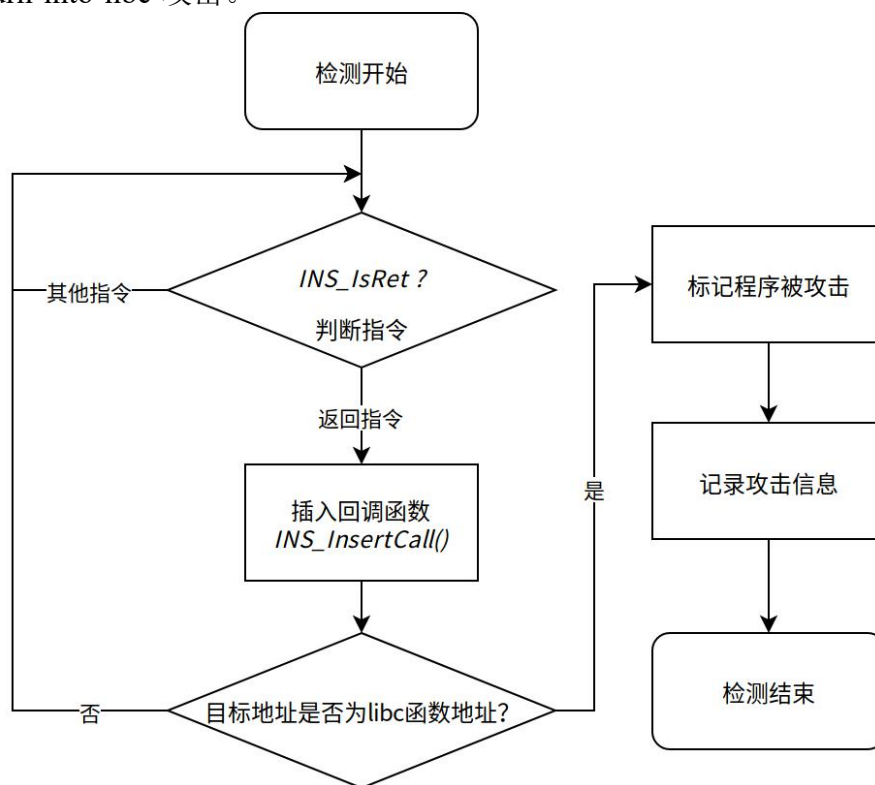 检测开始
INS_IsRet ?
判断指令
其他指令
返回指令
插入回调函数
INS_InsertCall()
目标地址是否为libc函数地址?
否
是
标记程序被攻击
记录攻击信息
检测结束